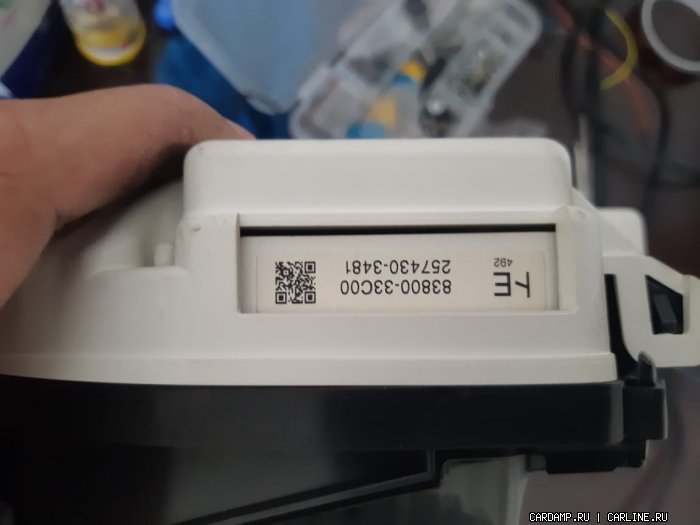 83800-33C00
492
257430-3481
CARDAMP.RU | CARLINE.RU